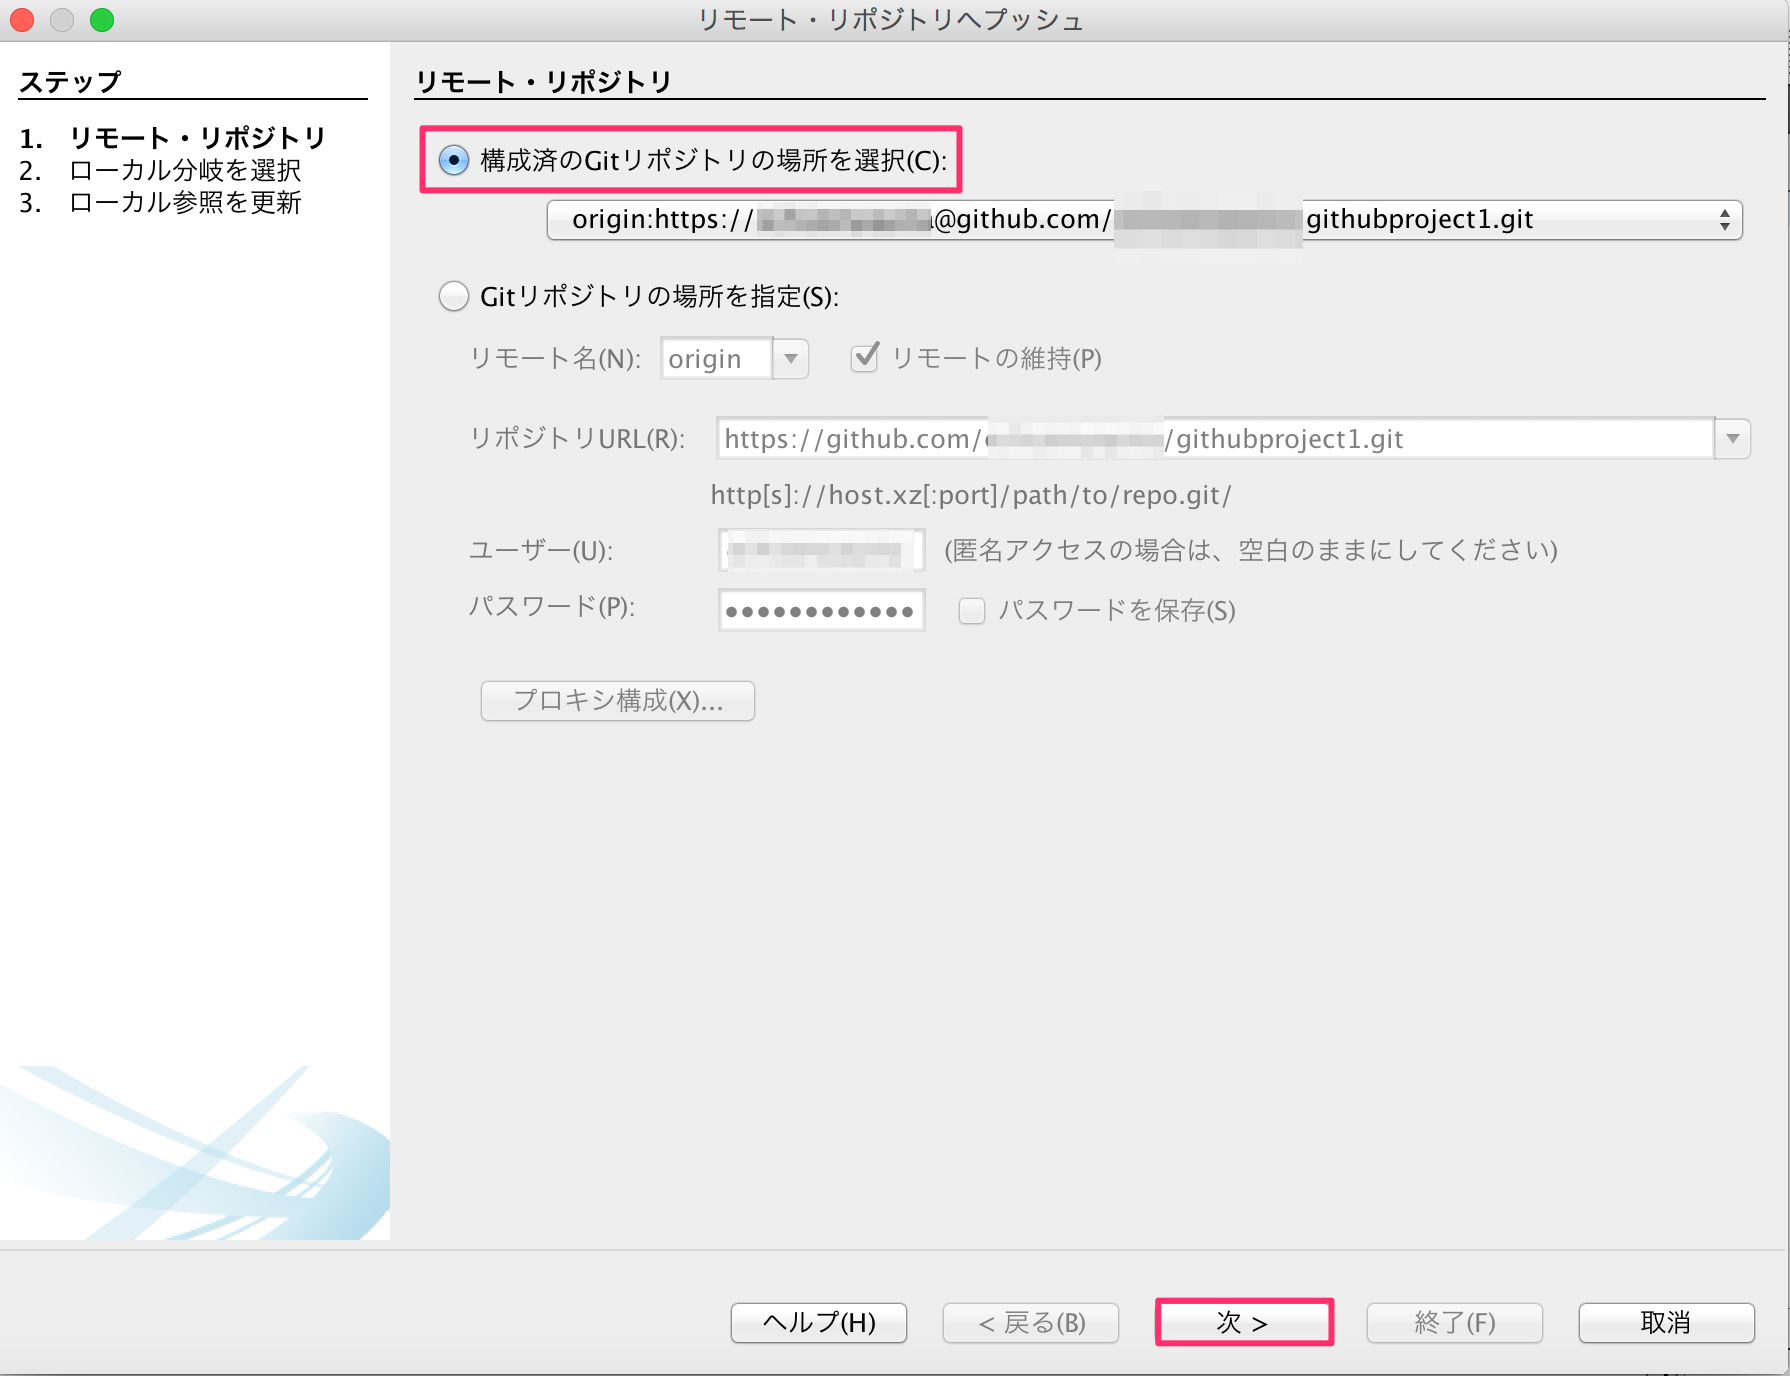 リモート・リポジトリへプッシュ
ステップ
1. リモート・リポジトリ
2. ローカル分岐を選択
3. ローカル参照を更新
リモート・リポジトリ
構成済のGitリポジトリの場所を選択(C):
origin:https:// @github.com/ githubproject1.git
Gitリポジトリの場所を指定(S):
リモート名(N): origin リモートの維持(P)
リポジトリURL(R): https://github.com/ /githubproject1.git
http[s]://host.xz[:port]/path/to/repo.git/
ユーザー(U): (匿名アクセスの場合は、空白のままにしてください)
パスワード(P): ●●●●●●●●●●●● パスワードを保存(S)
プロキシ構成(X)...
ヘルプ(H) < 戻る(B) 次 > 終了(F) 取消